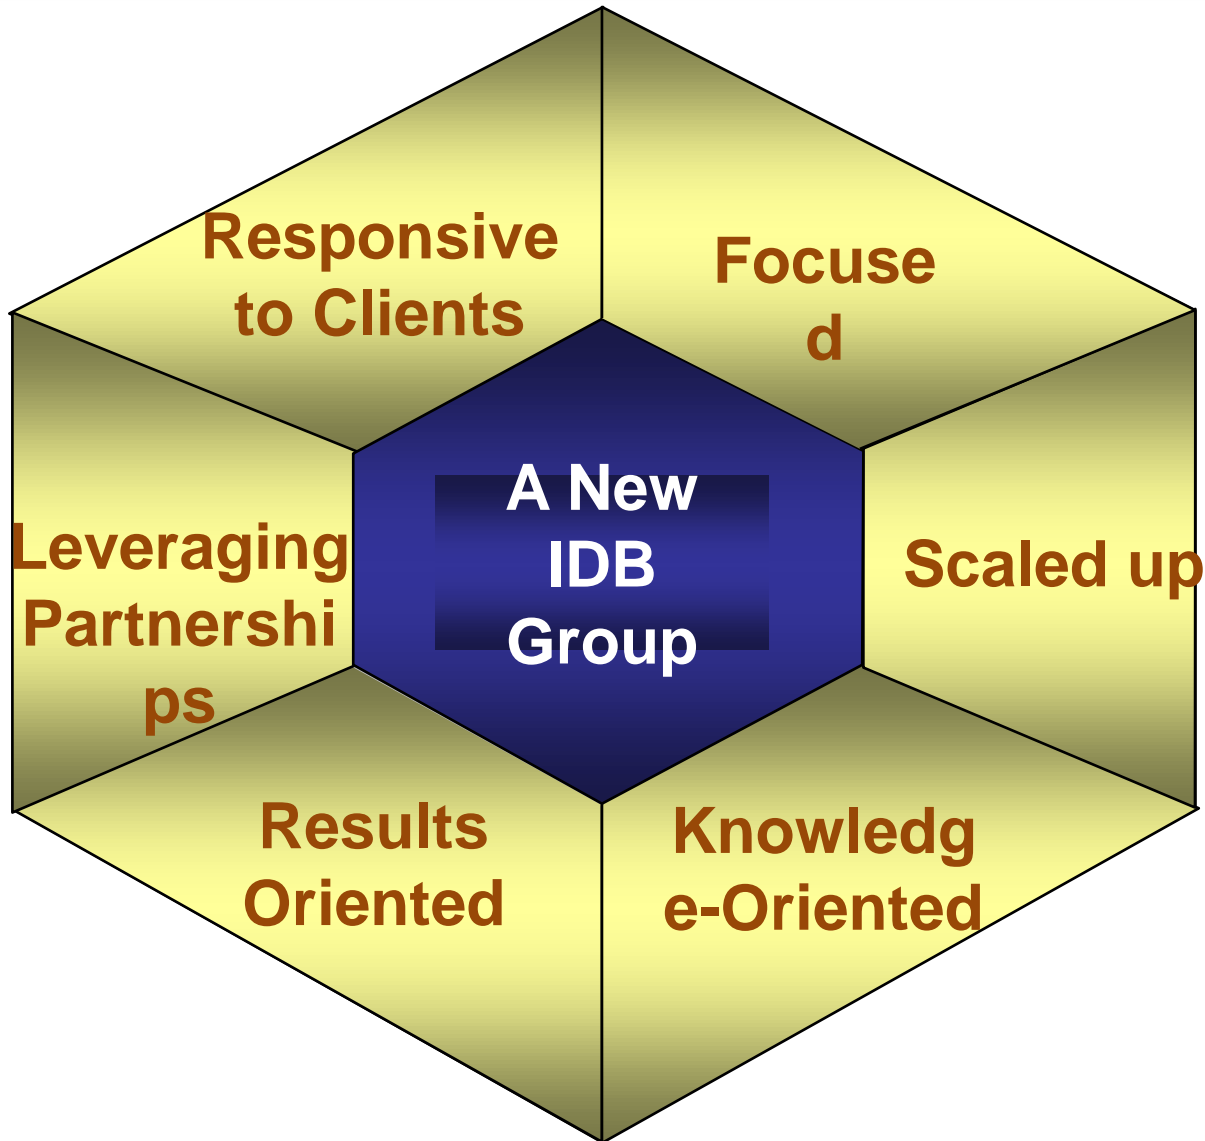 Responsive
to Clients
Focuse
d
Leveraging
Partnershi
ps
A New
IDB
Group
Scaled up
Results
Oriented
Knowledg
e-Oriented